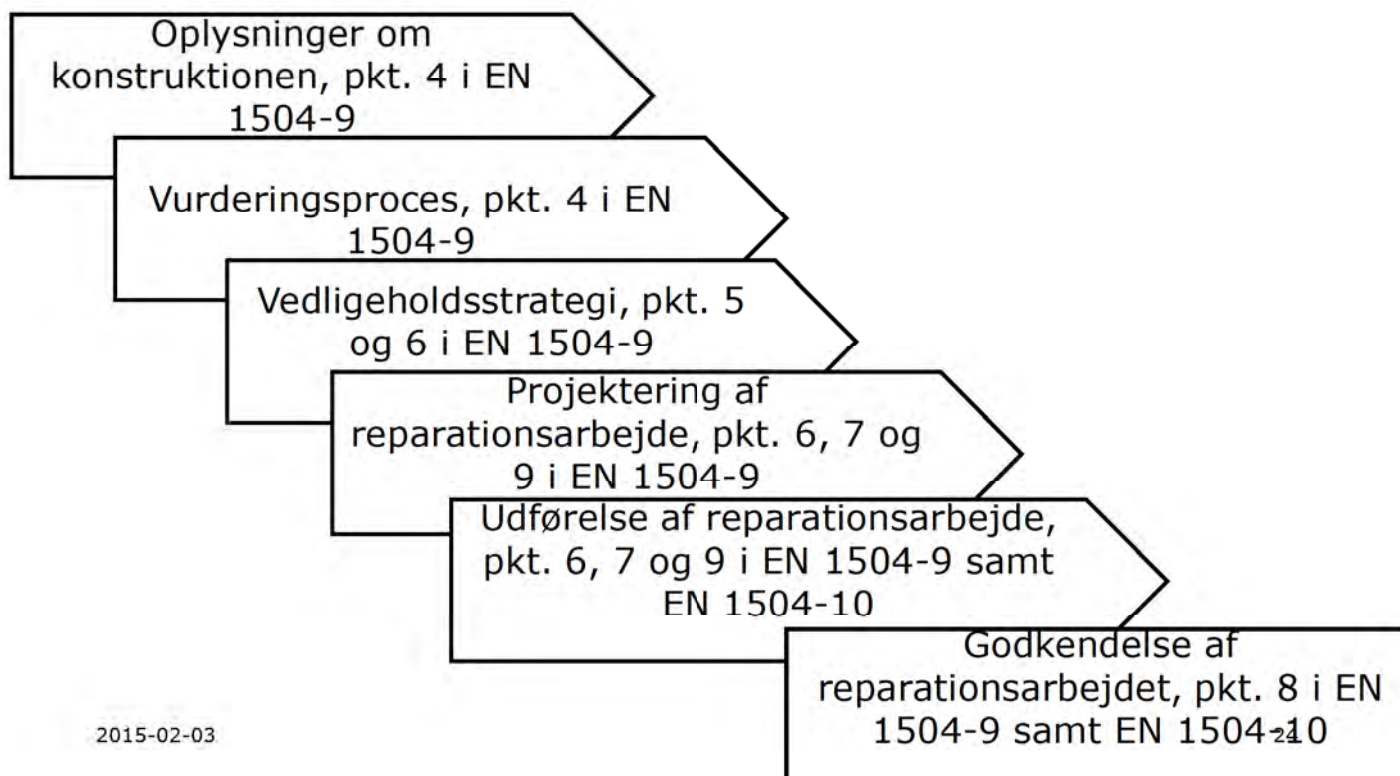 Oplysninger om
konstruktionen, pkt. 4 i EN
1504-9
Vurderingsproces, pkt. 4 i EN
1504-9
Vedligeholdsstrategi, pkt. 5
og 6 i EN 1504-9
Projektering af
reparationsarbejde, pkt. 6, 7 og
9 i EN 1504-9
Udførelse af reparationsarbejde,
pkt. 6, 7 og 9 i EN 1504-9 samt
EN 1504-10
Godkendelse af
reparationsarbejdet, pkt. 8 i EN
1504-9 samt EN 1504-10
2015-02-03
24